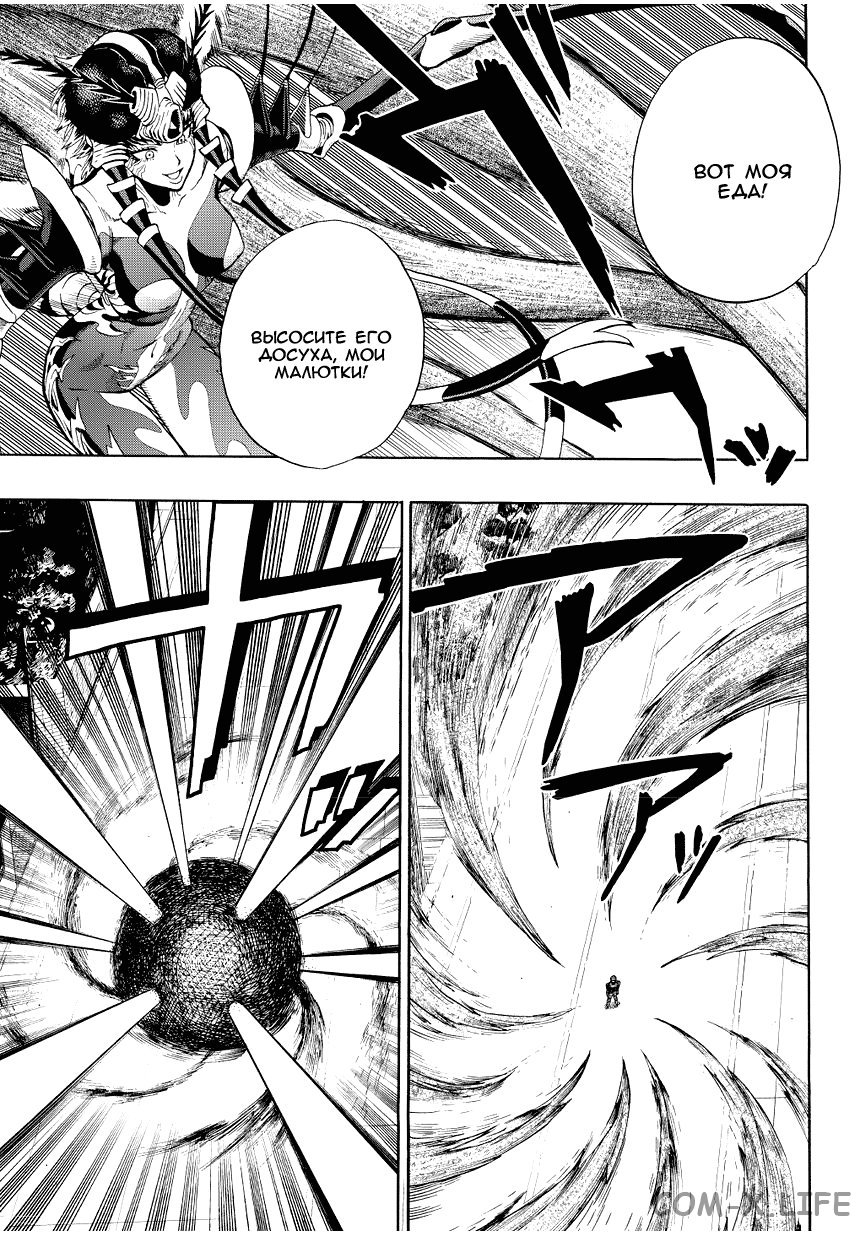 ВОТ МОЯ
ЕДА!
ВЫСОСИТЕ ЕГО
ДОСУХА, МОИ
МАЛЮТКИ!
COM-X.LIFE